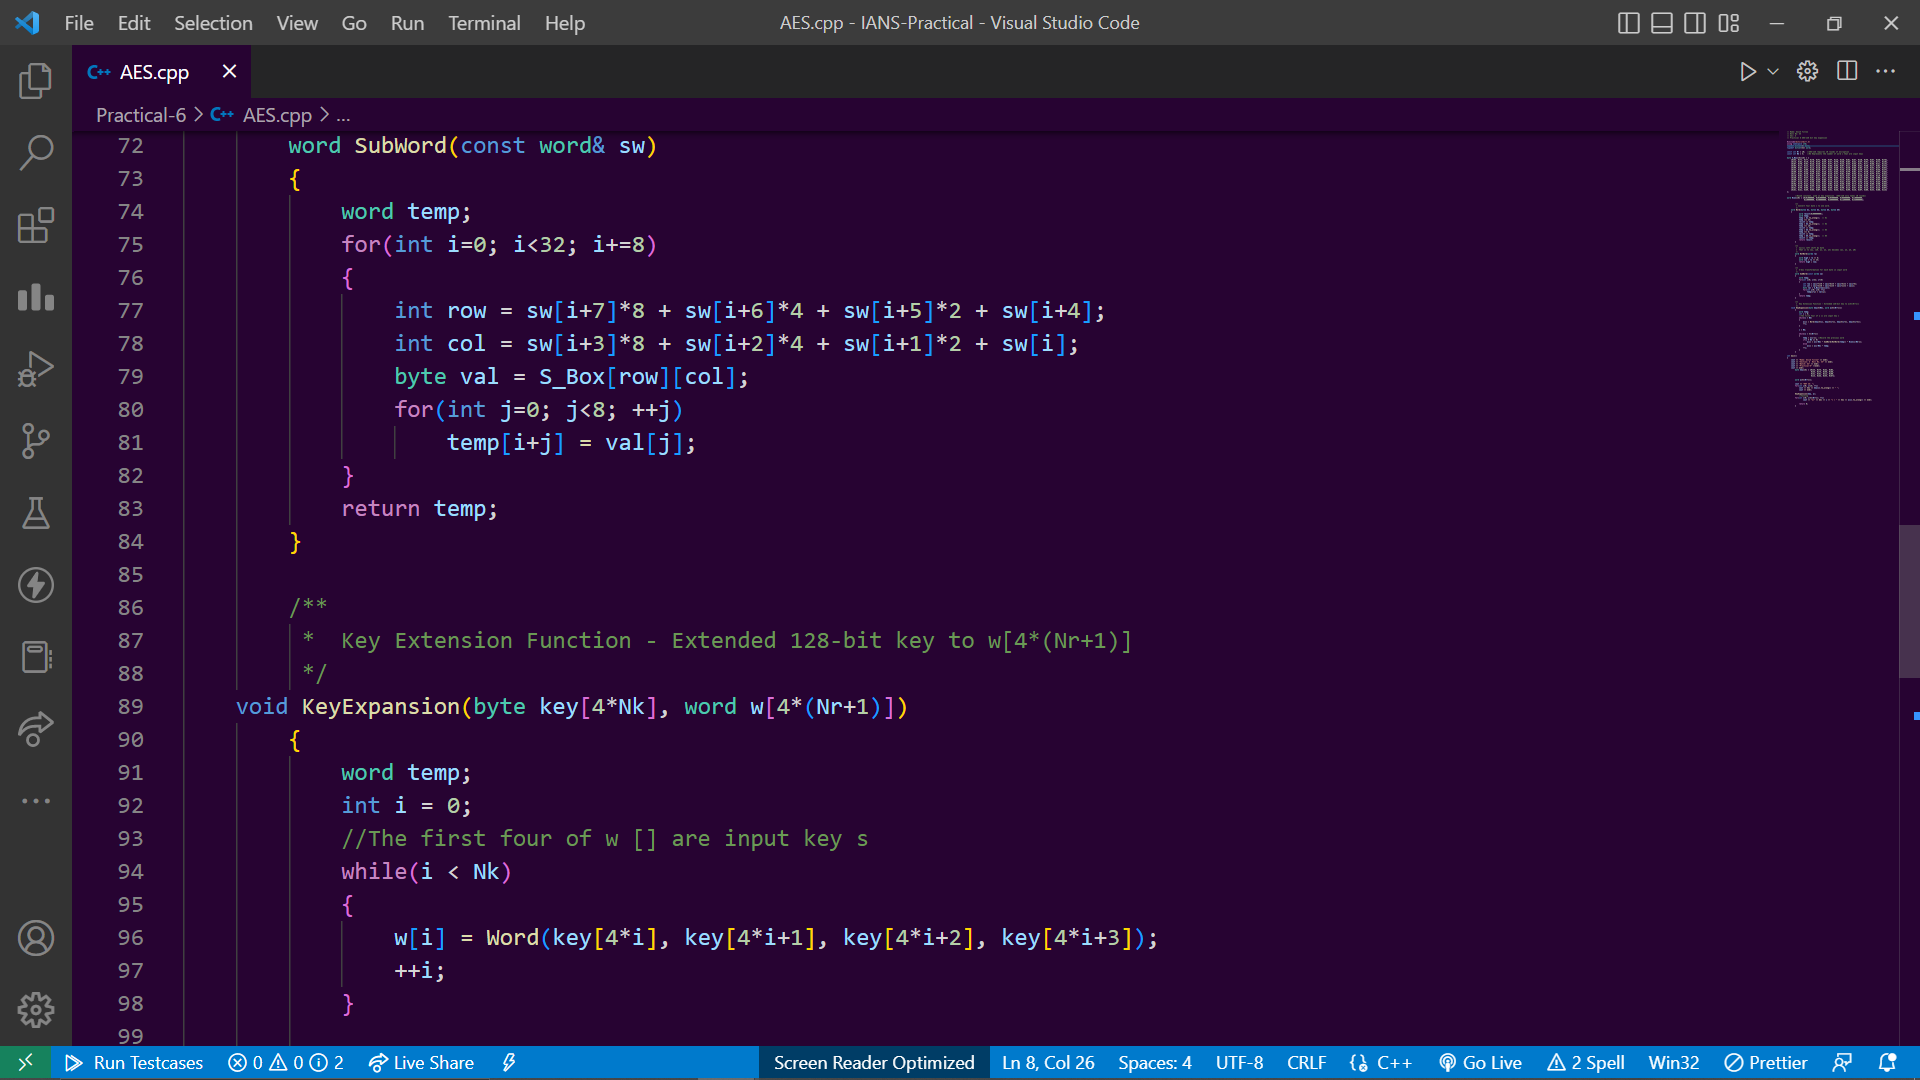 File Edit Selection View Go Run Terminal Help AES.cpp - IANS-Practical - Visual Studio Code
C++ AES.cpp
Practical-6 > C++ AES.cpp > ...
72 word SubWord(const word& sw)
73 {
74 word temp;
75 for(int i=0; i<32; i+=8)
76 {
77 int row = sw[i+7]*8 + sw[i+6]*4 + sw[i+5]*2 + sw[i+4];
78 int col = sw[i+3]*8 + sw[i+2]*4 + sw[i+1]*2 + sw[i];
79 byte val = S_Box[row][col];
80 for(int j=0; j<8; ++j)
81 temp[i+j] = val[j];
82 }
83 return temp;
84 }
85
86 /**
87 * Key Extension Function - Extended 128-bit key to w[4*(Nr+1)]
88 */
89 void KeyExpansion(byte key[4*Nk], word w[4*(Nr+1)])
90 {
91 word temp;
92 int i = 0;
93 //The first four of w [] are input key s
94 while(i < Nk)
95 {
96 w[i] = Word(key[4*i], key[4*i+1], key[4*i+2], key[4*i+3]);
97 ++i;
98 }
99
Run Testcases 0 0 2 Live Share Screen Reader Optimized Ln 8, Col 26 Spaces: 4 UTF-8 CRLF C++ Go Live 2 Spell Win32 Prettier